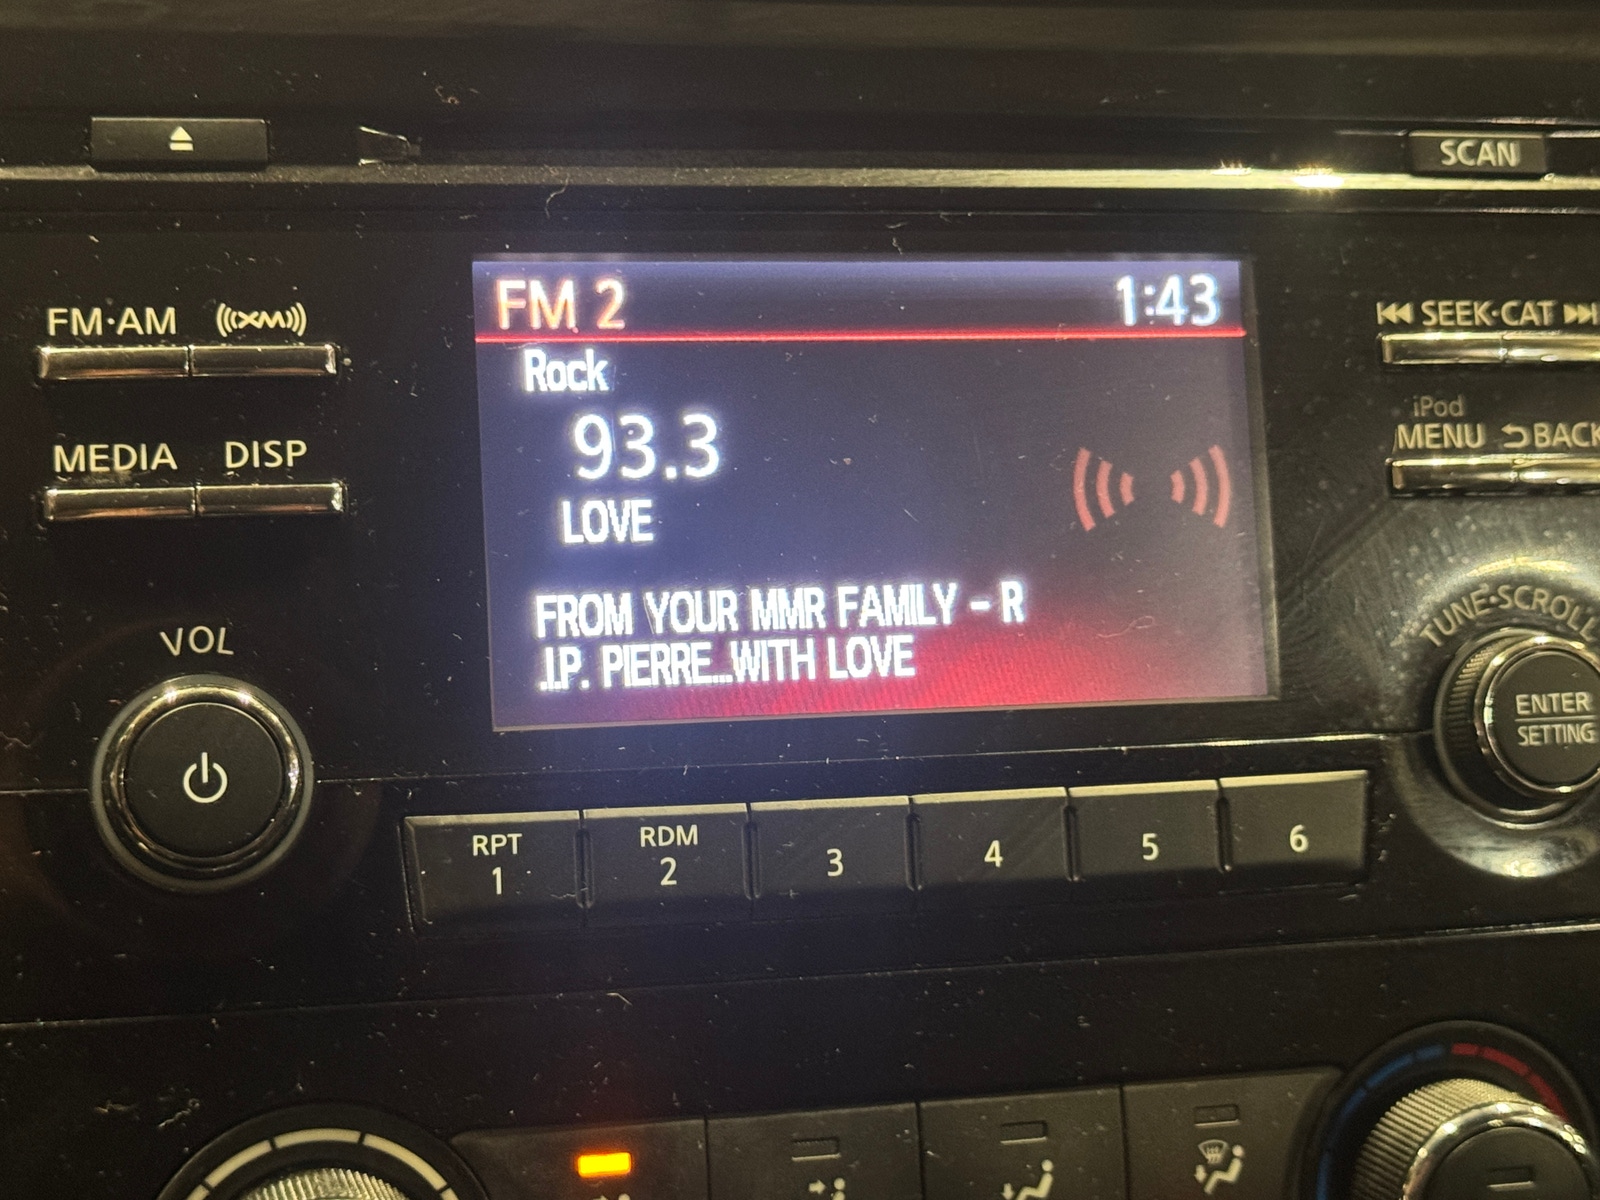 SCAN
FM·AM
XM
FM 2
1:43
SEEK·CAT
Rock
93.3
iPod
MENU
BACK
MEDIA
DISP
LOVE
FROM YOUR MMR FAMILY - R
.I.P. PIERRE...WITH LOVE
VOL
TUNE·SCROLL
ENTER
SETTING
RPT
1
RDM
2
3
4
5
6